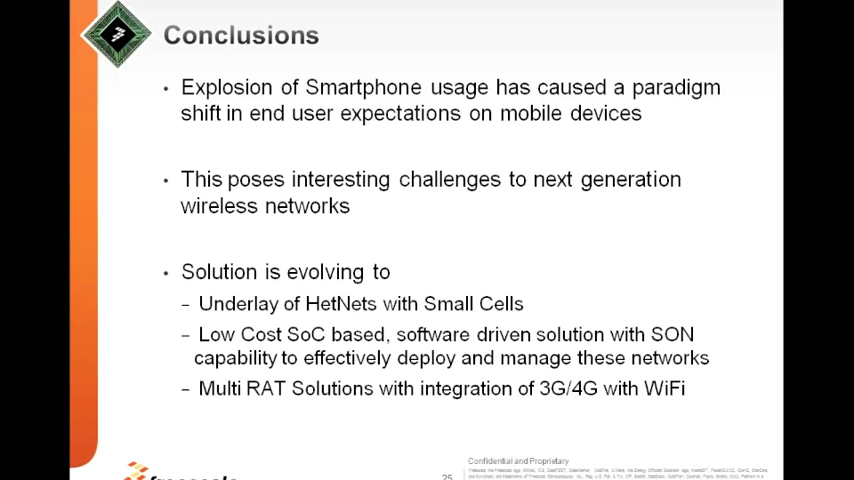 Conclusions
• Explosion of Smartphone usage has caused a paradigm
shift in end user expectations on mobile devices
• This poses interesting challenges to next generation
wireless networks
• Solution is evolving to
– Underlay of HetNets with Small Cells
– Low Cost SoC based, software driven solution with SON
capability to effectively deploy and manage these networks
– Multi RAT Solutions with integration of 3G/4G with WiFi
Confidential and Proprietary
25